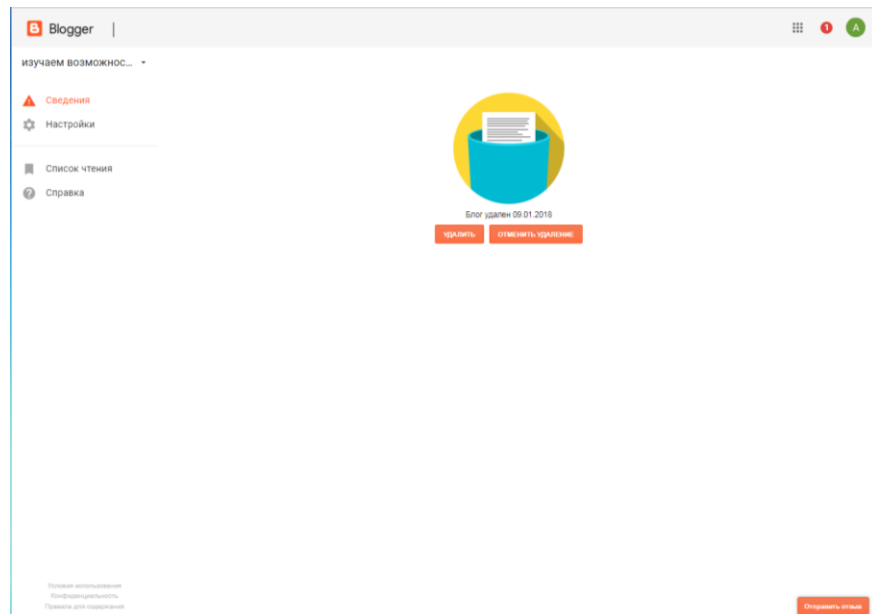 Blogger
1
A
изучаем возможнос...
Сведения
Настройки
Список чтения
Справка
Блог удален 09.01.2018
УДАЛИТЬ
ОТМЕНИТЬ УДАЛЕНИЕ
Условия использования
Конфиденциальность
Правила для содержания
Отправить отзыв